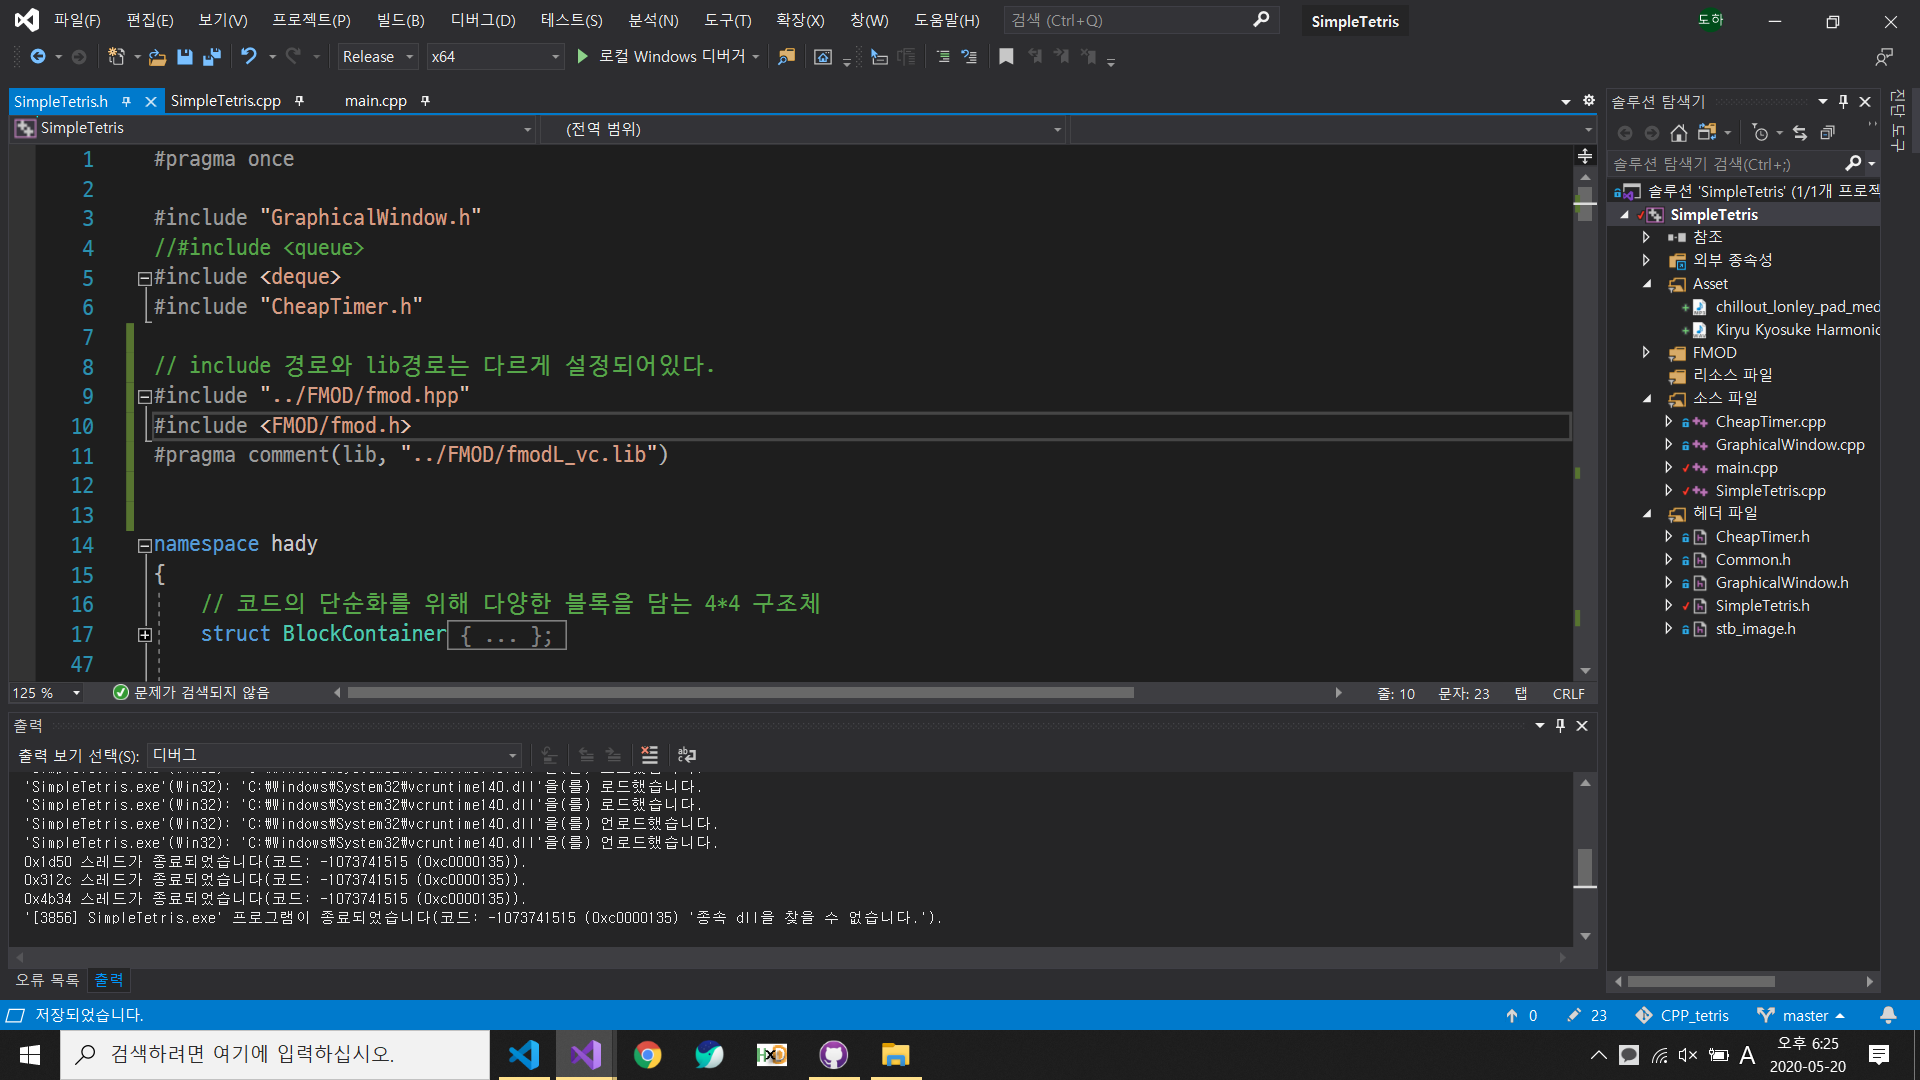 파일(F) 편집(E) 보기(V) 프로젝트(P) 빌드(B) 디버그(D) 테스트(S) 분석(N) 도구(T) 확장(X) 창(W) 도움말(H) 검색 (Ctrl+Q) SimpleTetris 도하
Release x64 로컬 Windows 디버거
SimpleTetris.h SimpleTetris.cpp main.cpp
SimpleTetris (전역 범위)
1 #pragma once
2
3 #include "GraphicalWindow.h"
4 //#include <queue>
5 #include <deque>
6 #include "CheapTimer.h"
7
8 // include 경로와 lib경로는 다르게 설정되어있다.
9 #include "../FMOD/fmod.hpp"
10 #include <FMOD/fmod.h>
11 #pragma comment(lib, "../FMOD/fmodL_vc.lib")
12
13
14 namespace hady
15 {
16 // 코드의 단순화를 위해 다양한 블록을 담는 4*4 구조체
17 struct BlockContainer { ... };
47
125 % 문제가 검색되지 않음 줄: 10 문자: 23 탭 CRLF
출력
출력 보기 선택(S): 디버그
'SimpleTetris.exe'(Win32): 'C:\Windows\System32\vcruntime140.dll'을(를) 로드했습니다.
'SimpleTetris.exe'(Win32): 'C:\Windows\System32\vcruntime140.dll'을(를) 로드했습니다.
'SimpleTetris.exe'(Win32): 'C:\Windows\System32\vcruntime140.dll'을(를) 언로드했습니다.
'SimpleTetris.exe'(Win32): 'C:\Windows\System32\vcruntime140.dll'을(를) 언로드했습니다.
0x1d50 스레드가 종료되었습니다(코드: -1073741515 (0xc0000135)).
0x312c 스레드가 종료되었습니다(코드: -1073741515 (0xc0000135)).
0x4b34 스레드가 종료되었습니다(코드: -1073741515 (0xc0000135)).
'[3856] SimpleTetris.exe' 프로그램이 종료되었습니다(코드: -1073741515 (0xc0000135) '종속 dll을 찾을 수 없습니다.').
오류 목록 출력
솔루션 탐색기
솔루션 탐색기 검색(Ctrl+;)
솔루션 'SimpleTetris' (1/1개 프로젝
SimpleTetris
참조
외부 종속성
Asset
chillout_lonley_pad_med
Kiryu Kyosuke Harmonic
FMOD
리소스 파일
소스 파일
CheapTimer.cpp
GraphicalWindow.cpp
main.cpp
SimpleTetris.cpp
헤더 파일
CheapTimer.h
Common.h
GraphicalWindow.h
SimpleTetris.h
stb_image.h
진단 도구
저장되었습니다. 0 23 CPP_tetris master
검색하려면 여기에 입력하십시오.
HxD
A 오후 6:25
2020-05-20